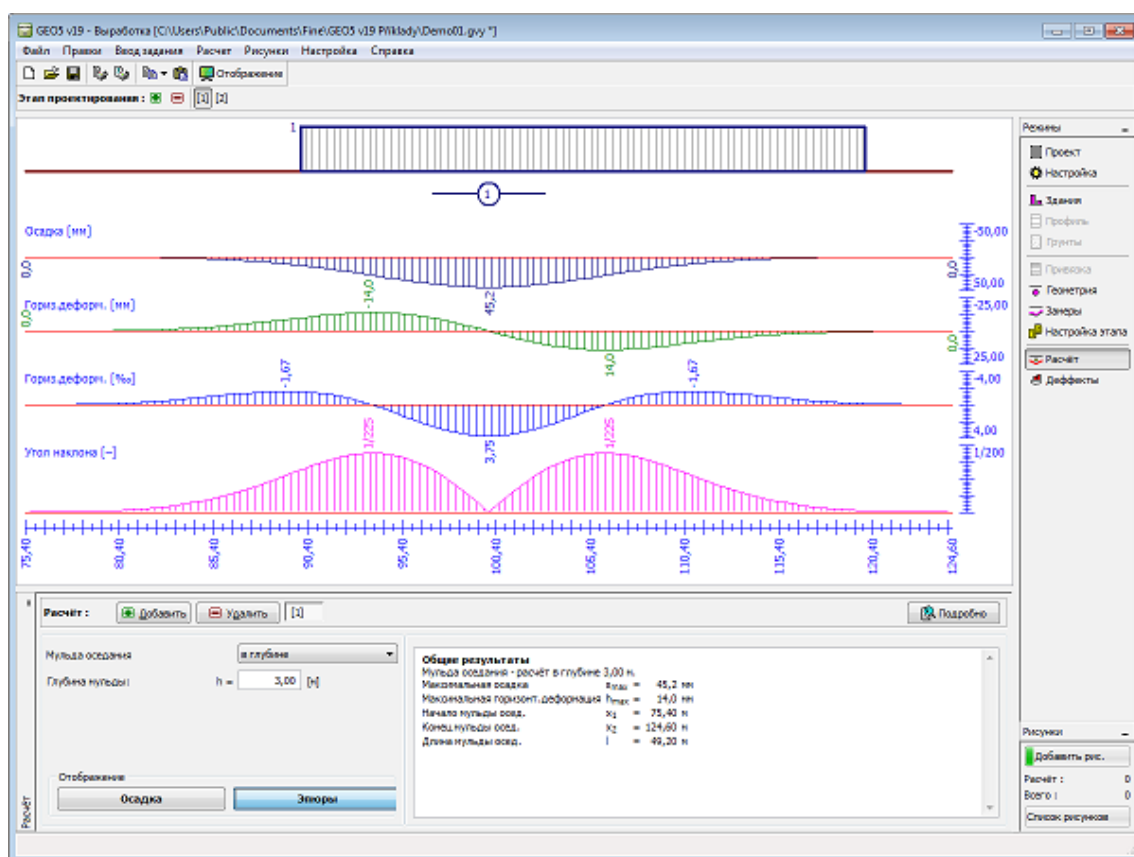 GEO5 v19 - Выработка [C:\Users\Public\Documents\Fine\GEO5 v19 Příklady\Demo01.gvy *]
Файл Правки Ввод задания Расчет Рисунки Настройка Справка
Отображение
Этап проектирования : [1] [2]
1
1
Осадка [мм]
0,0
45,2
0,0
-50,00
50,00
Гориз.деформ. [мм]
0,0
-14,0
14,0
0,0
-25,00
25,00
Гориз.деформ. [‰]
-1,67
3,75
-1,67
-4,00
4,00
Угол наклона [-]
1/225
1/225
1/200
75,40 80,40 85,40 90,40 95,40 100,40 105,40 110,40 115,40 120,40 124,60
Режимы
Проект
Настройка
Здания
Профиль
Грунты
Привязка
Геометрия
Замеры
Настройка этапа
Расчёт
Деффекты
Расчёт : Добавить Удалить [1] Подробно
Мульда оседания в глубине
Глубина мульды: h = 3,00 [м]
Отображение
Осадка Эпюры
Расчёт
Общие результаты
Мульда оседания - расчёт в глубине 3,00 м.
Максимальная осадка smax = 45,2 мм
Максимальная горизонт.деформация hmax = 14,0 мм
Начало мульды осед. x1 = 75,40 м
Конец мульды осед. x2 = 124,60 м
Длина мульды осед. l = 49,20 м
Рисунки
Добавить рис.
Расчёт : 0
Всего : 0
Список рисунков